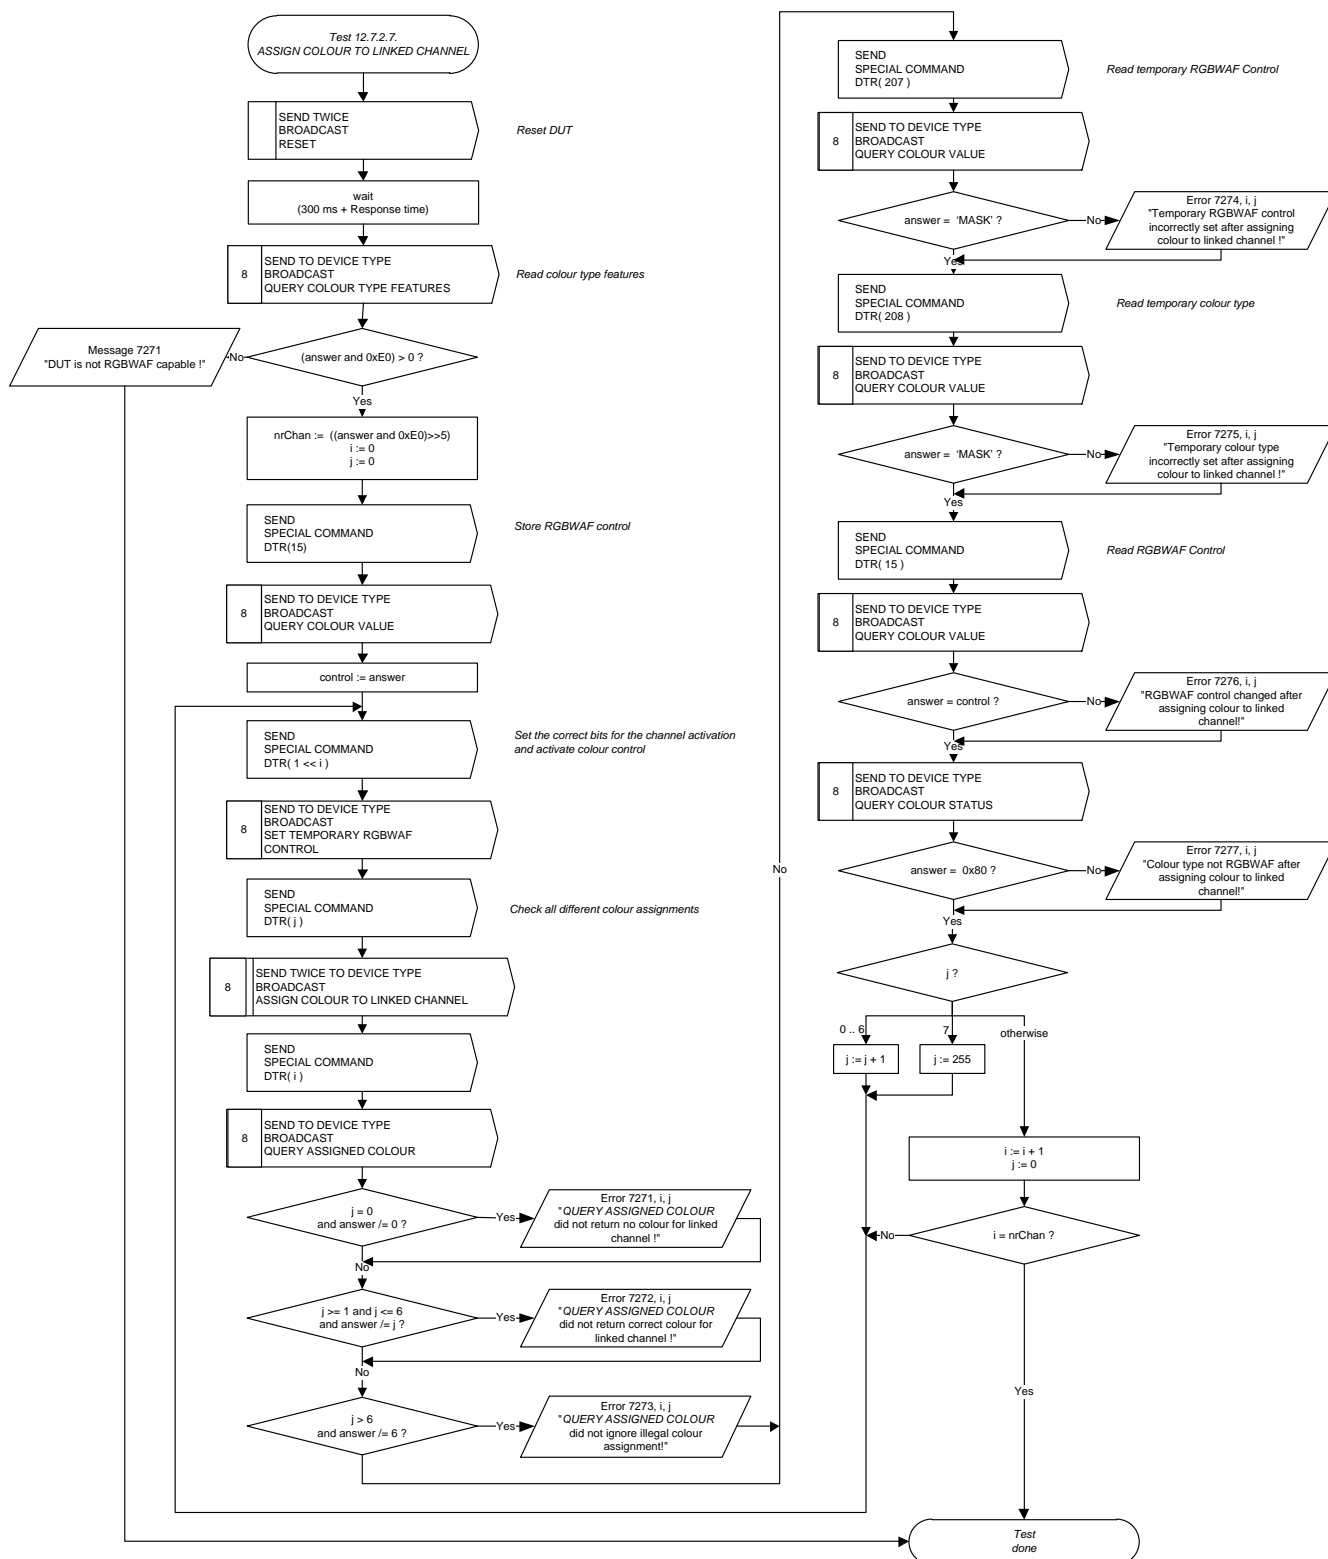 Test 12.7.2.7.
ASSIGN COLOUR TO LINKED CHANNEL
SEND TWICE
BROADCAST
RESET
Reset DUT
wait
(300 ms + Response time)
8
SEND TO DEVICE TYPE
BROADCAST
QUERY COLOUR TYPE FEATURES
Read colour type features
Message 7271
"DUT is not RGBWAF capable !"
No
(answer and 0xE0) > 0 ?
Yes
nrChan := ((answer and 0xE0)>>5)
i := 0
j := 0
SEND
SPECIAL COMMAND
DTR(15)
Store RGBWAF control
8
SEND TO DEVICE TYPE
BROADCAST
QUERY COLOUR VALUE
control := answer
SEND
SPECIAL COMMAND
DTR( 1 << i )
Set the correct bits for the channel activation
and activate colour control
8
SEND TO DEVICE TYPE
BROADCAST
SET TEMPORARY RGBWAF
CONTROL
SEND
SPECIAL COMMAND
DTR( j )
Check all different colour assignments
8
SEND TWICE TO DEVICE TYPE
BROADCAST
ASSIGN COLOUR TO LINKED CHANNEL
SEND
SPECIAL COMMAND
DTR( i )
8
SEND TO DEVICE TYPE
BROADCAST
QUERY ASSIGNED COLOUR
j = 0
and answer /= 0 ?
Yes
Error 7271, i, j
"QUERY ASSIGNED COLOUR
did not return no colour for linked
channel !"
No
j >= 1 and j <= 6
and answer /= j ?
Yes
Error 7272, i, j
"QUERY ASSIGNED COLOUR
did not return correct colour for
linked channel !"
No
j > 6
and answer /= 6 ?
Yes
Error 7273, i, j
"QUERY ASSIGNED COLOUR
did not ignore illegal colour
assignment!"
No
SEND
SPECIAL COMMAND
DTR( 207 )
Read temporary RGBWAF Control
8
SEND TO DEVICE TYPE
BROADCAST
QUERY COLOUR VALUE
answer = ‘MASK’ ?
No
Error 7274, i, j
"Temporary RGBWAF control
incorrectly set after assigning
colour to linked channel !"
Yes
SEND
SPECIAL COMMAND
DTR( 208 )
Read temporary colour type
8
SEND TO DEVICE TYPE
BROADCAST
QUERY COLOUR VALUE
answer = ‘MASK’ ?
No
Error 7275, i, j
"Temporary colour type
incorrectly set after assigning
colour to linked channel !"
Yes
SEND
SPECIAL COMMAND
DTR( 15 )
Read RGBWAF Control
8
SEND TO DEVICE TYPE
BROADCAST
QUERY COLOUR VALUE
answer = control ?
No
Error 7276, i, j
"RGBWAF control changed after
assigning colour to linked
channel!"
Yes
8
SEND TO DEVICE TYPE
BROADCAST
QUERY COLOUR STATUS
answer = 0x80 ?
No
Error 7277, i, j
"Colour type not RGBWAF after
assigning colour to linked
channel!"
Yes
j ?
0 .. 6
7
otherwise
j := j + 1
j := 255
i := i + 1
j := 0
No
i = nrChan ?
Yes
Test
done